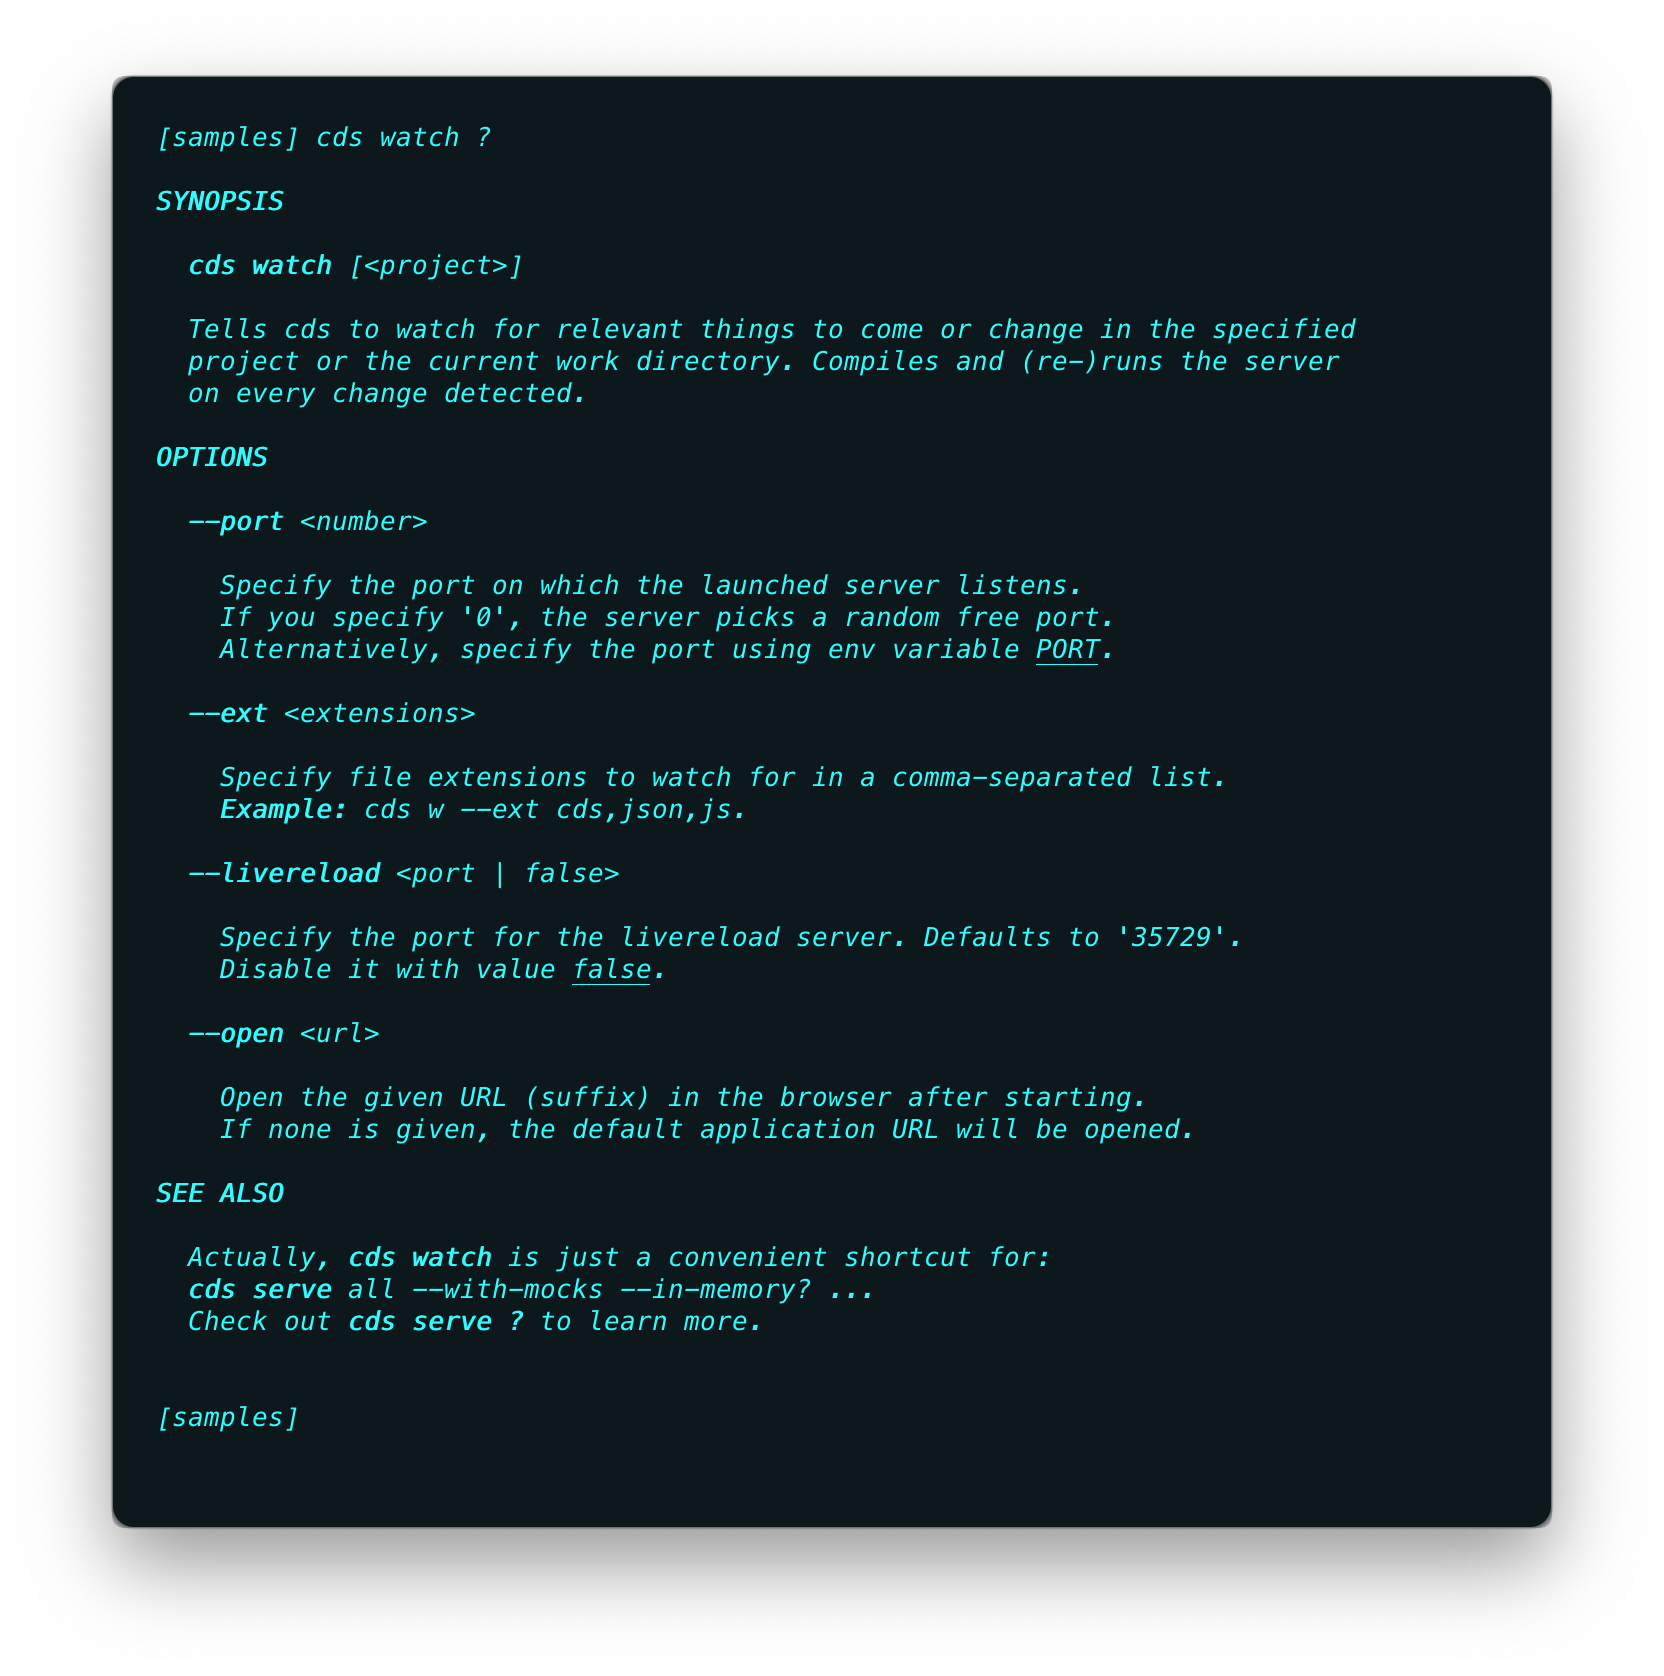 [samples] cds watch ?
SYNOPSIS
cds watch [<project>]
Tells cds to watch for relevant things to come or change in the specified
project or the current work directory. Compiles and (re-)runs the server
on every change detected.
OPTIONS
--port <number>
Specify the port on which the launched server listens.
If you specify '0', the server picks a random free port.
Alternatively, specify the port using env variable PORT.
--ext <extensions>
Specify file extensions to watch for in a comma-separated list.
Example: cds w --ext cds,json,js.
--livereload <port | false>
Specify the port for the livereload server. Defaults to '35729'.
Disable it with value false.
--open <url>
Open the given URL (suffix) in the browser after starting.
If none is given, the default application URL will be opened.
SEE ALSO
Actually, cds watch is just a convenient shortcut for:
cds serve all --with-mocks --in-memory? ...
Check out cds serve ? to learn more.
[samples]